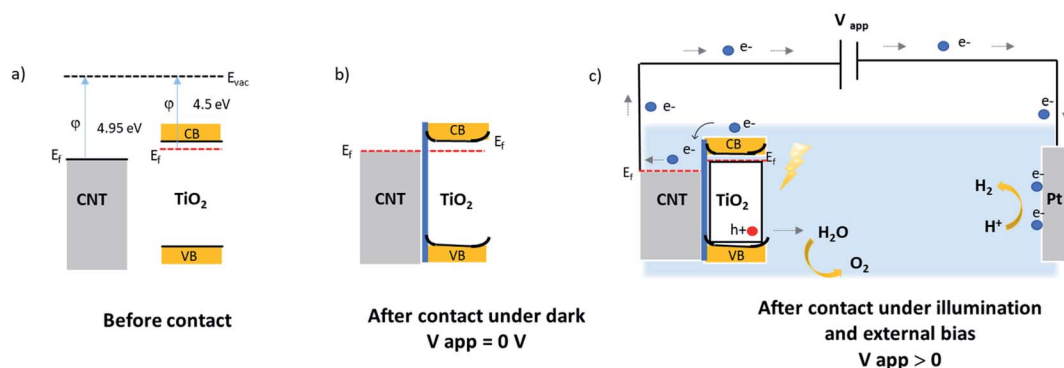 a)
E_vac
φ
4.95 eV
φ
4.5 eV
CB
E_f
E_f
CNT
TiO₂
VB
Before contact
b)
CB
E_f
E_f
CNT
TiO₂
VB
After contact under dark
V app = 0 V
c)
V app
e-
e-
e-
e-
e-
e-
CB
E_f
E_f
CNT
TiO₂
h+
VB
H₂O
O₂
H₂
H⁺
e-
e-
Pt
After contact under illumination
and external bias
V app > 0